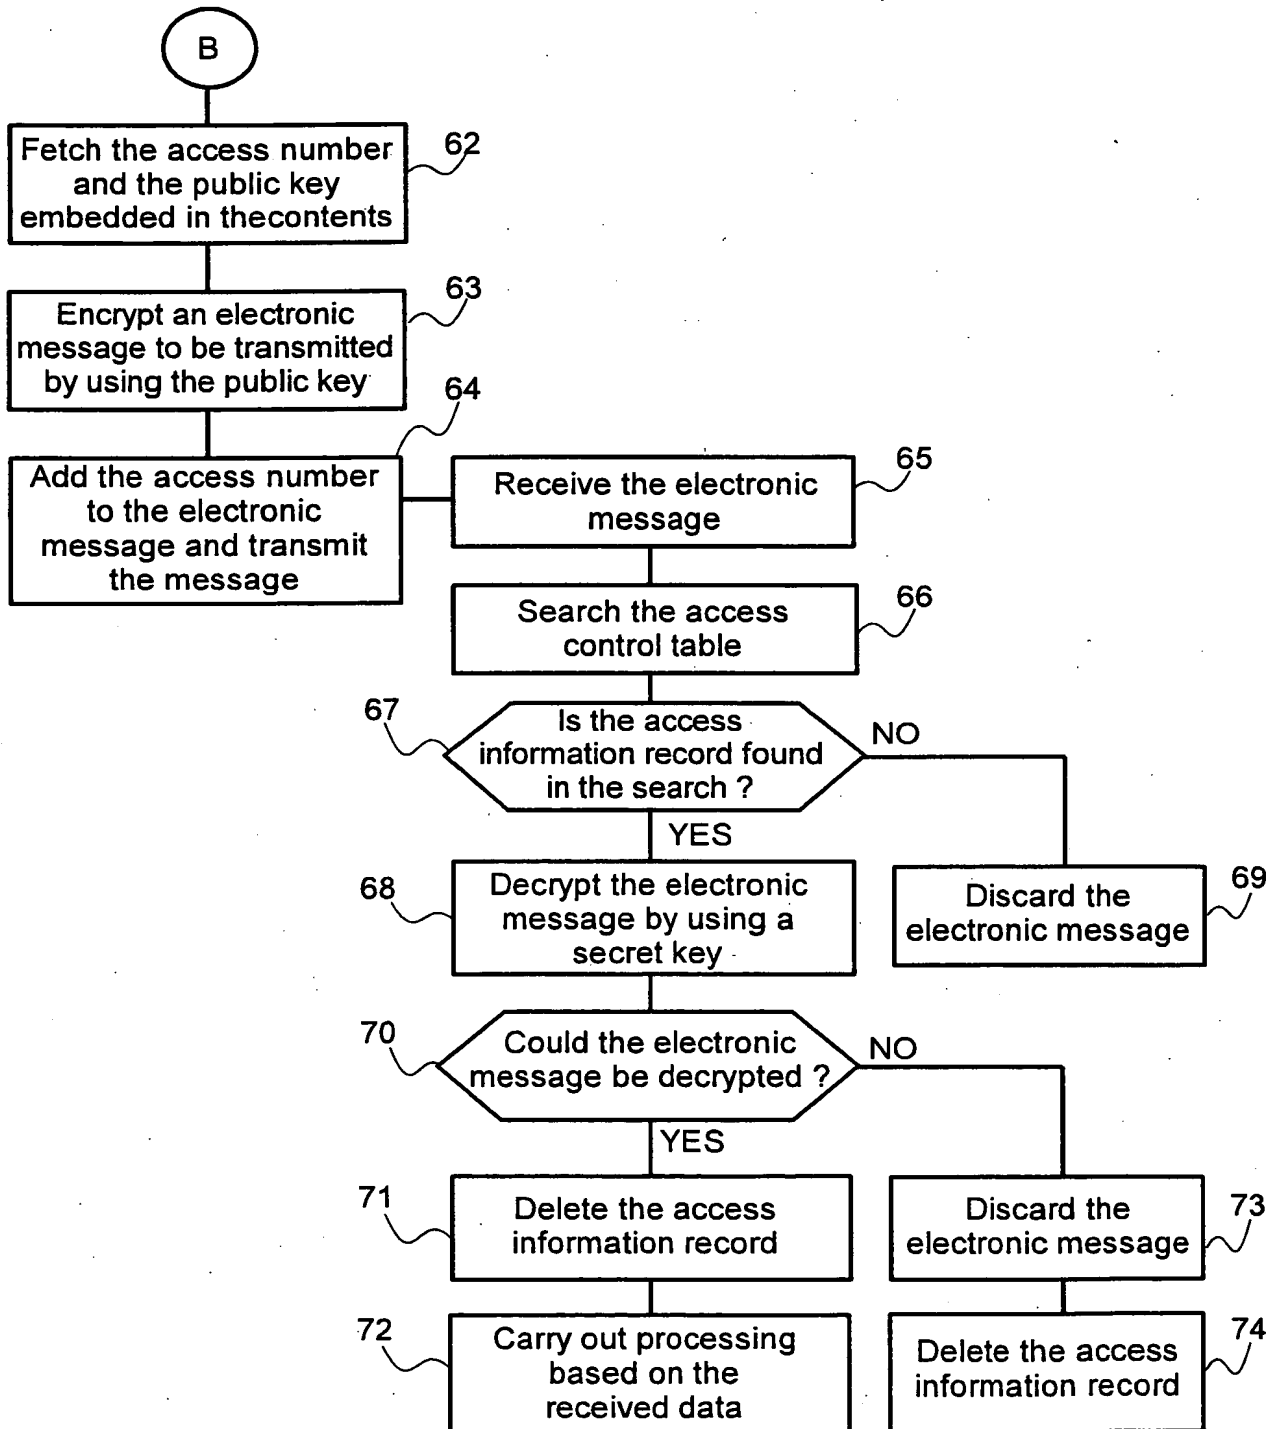 B
Fetch the access number
and the public key
embedded in thecontents
62
Encrypt an electronic
message to be transmitted
by using the public key
63
Add the access number
to the electronic
message and transmit
the message
64
Receive the electronic
message
65
Search the access
control table
66
Is the access
information record found
in the search ?
67
NO
YES
Decrypt the electronic
message by using a
secret key
68
Discard the
electronic message
69
Could the electronic
message be decrypted ?
70
NO
YES
Delete the access
information record
71
Discard the
electronic message
73
Carry out processing
based on the
received data
72
Delete the access
information record
74